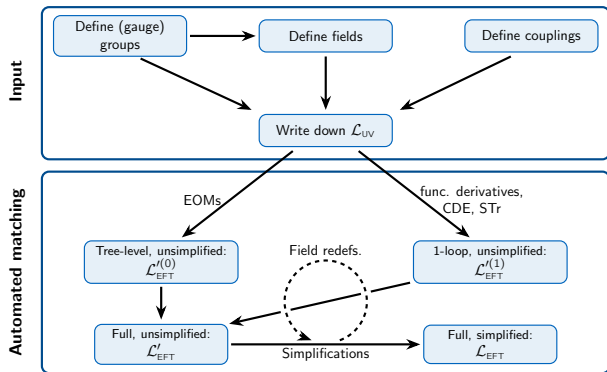 Input
Define (gauge)
groups
Define fields
Define couplings
Write down ℒ_UV
Automated matching
EOMs
func. derivatives,
CDE, STr
Tree-level, unsimplified:
ℒ′_EFT^(0)
Field redefs.
1-loop, unsimplified:
ℒ′_EFT^(1)
Full, unsimplified:
ℒ′_EFT
Simplifications
Full, simplified:
ℒ_EFT